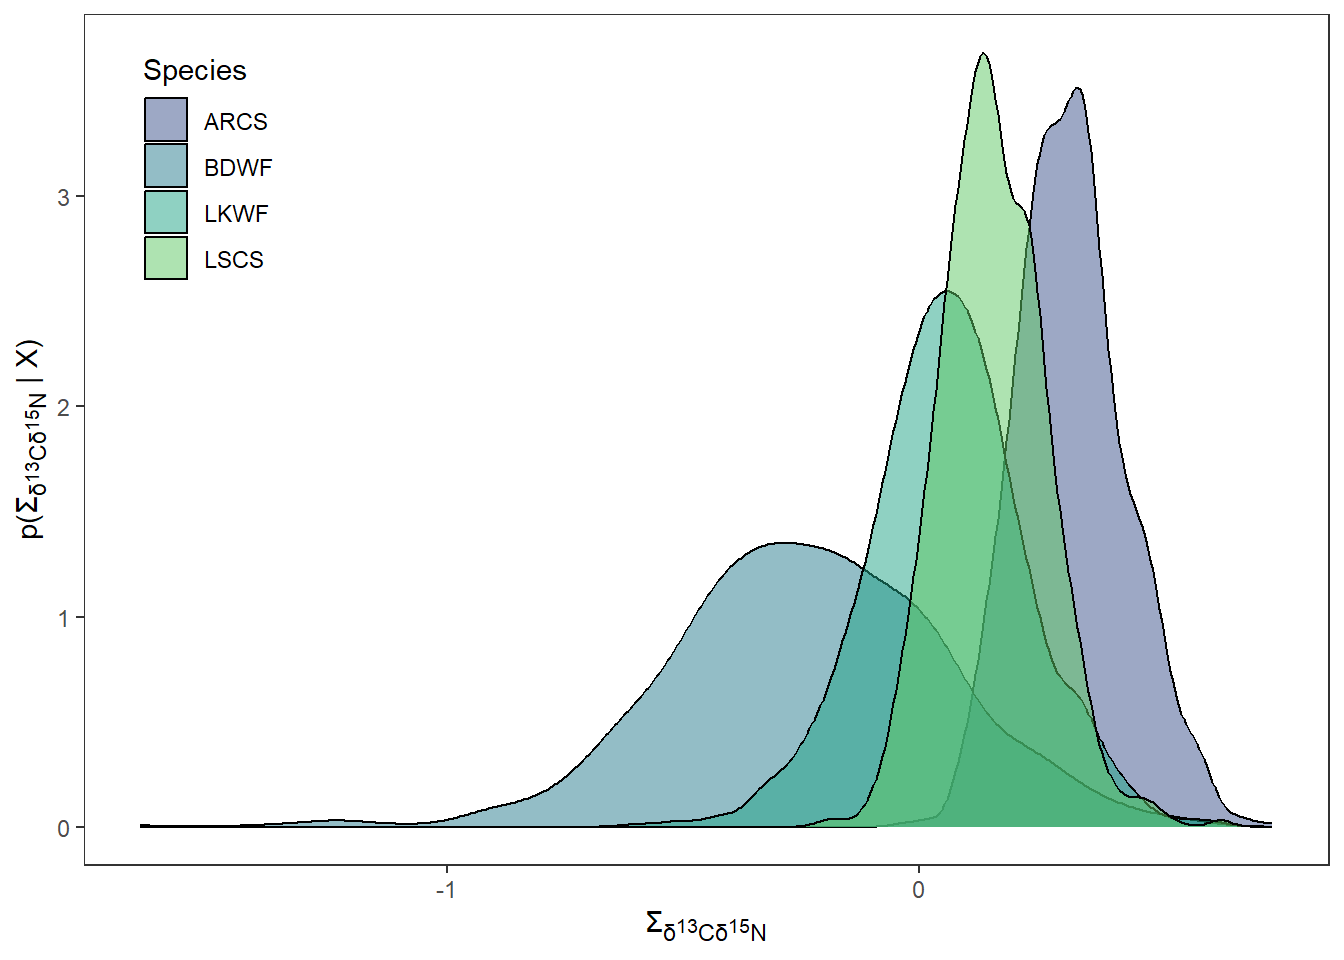 Species
ARCS
BDWF
LKWF
LSCS
p(Σδ¹³Cδ¹⁵N | X)
3
2
1
0
-1
0
Σδ¹³Cδ¹⁵N